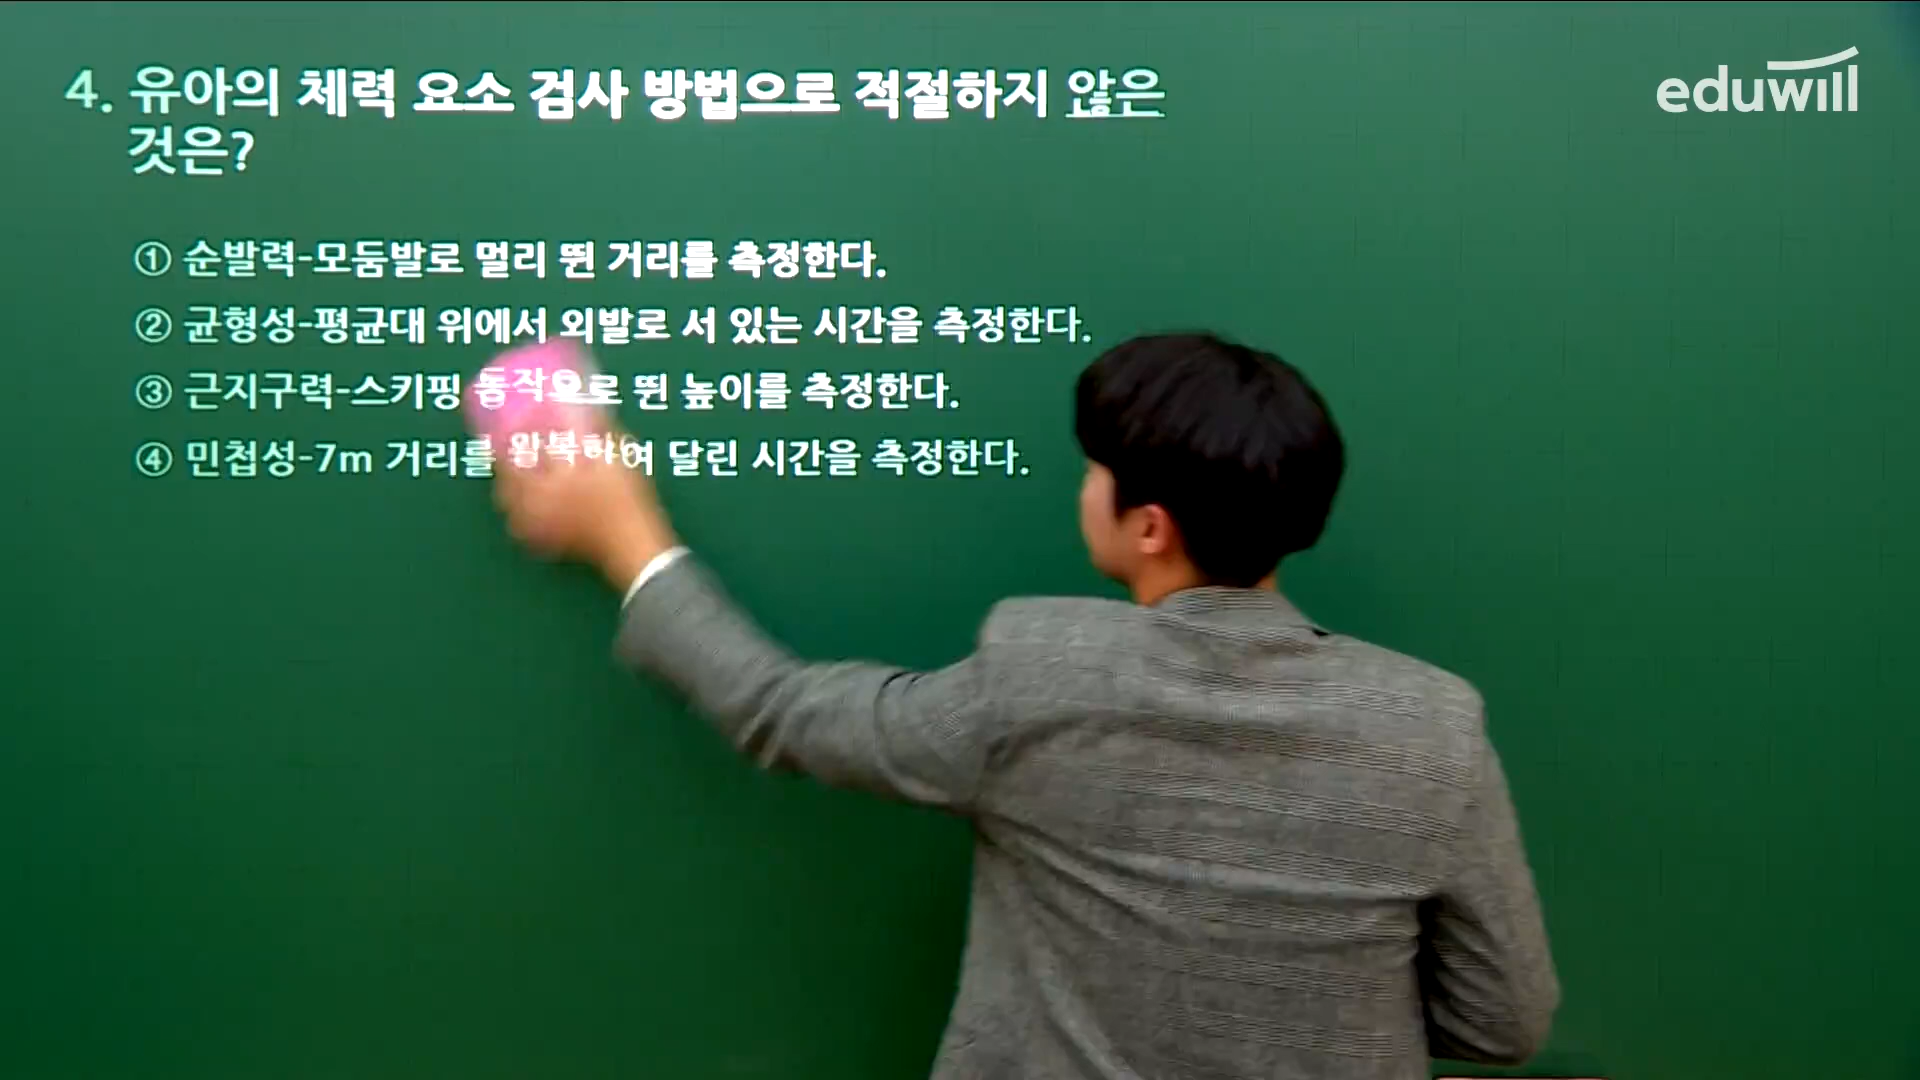 eduwill
4. 유아의 체력 요소 검사 방법으로 적절하지 않은
것은?
① 순발력-모둠발로 멀리 뛴 거리를 측정한다.
② 균형성-평균대 위에서 외발로 서 있는 시간을 측정한다.
③ 근지구력-스키핑 동작으로 뛴 높이를 측정한다.
④ 민첩성-7m 거리를 왕복하여 달린 시간을 측정한다.